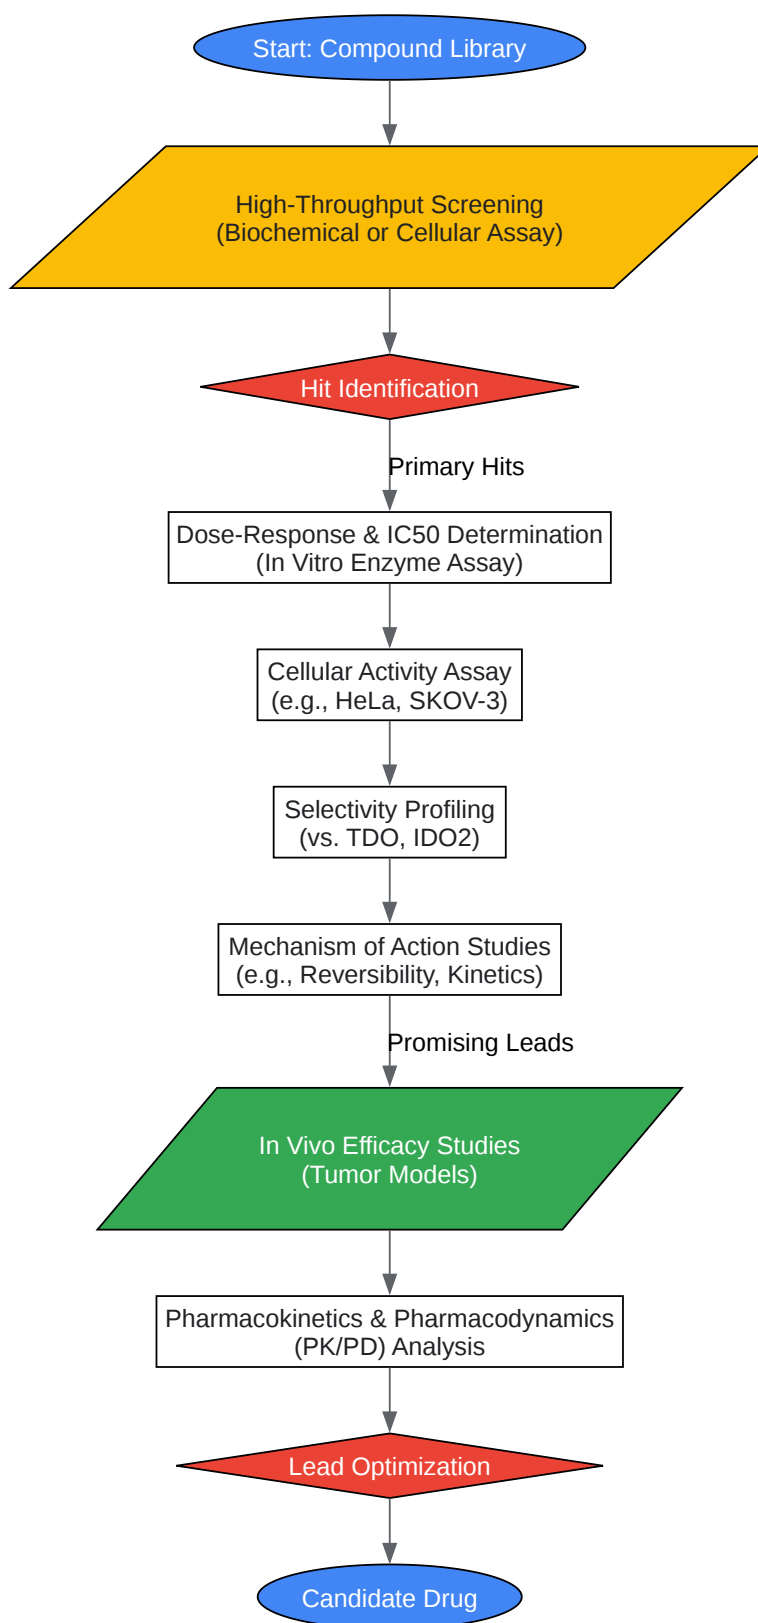 Start: Compound Library
High-Throughput Screening
(Biochemical or Cellular Assay)
Hit Identification
Primary Hits
Dose-Response & IC50 Determination
(In Vitro Enzyme Assay)
Cellular Activity Assay
(e.g., HeLa, SKOV-3)
Selectivity Profiling
(vs. TDO, IDO2)
Mechanism of Action Studies
(e.g., Reversibility, Kinetics)
Promising Leads
In Vivo Efficacy Studies
(Tumor Models)
Pharmacokinetics & Pharmacodynamics
(PK/PD) Analysis
Lead Optimization
Candidate Drug